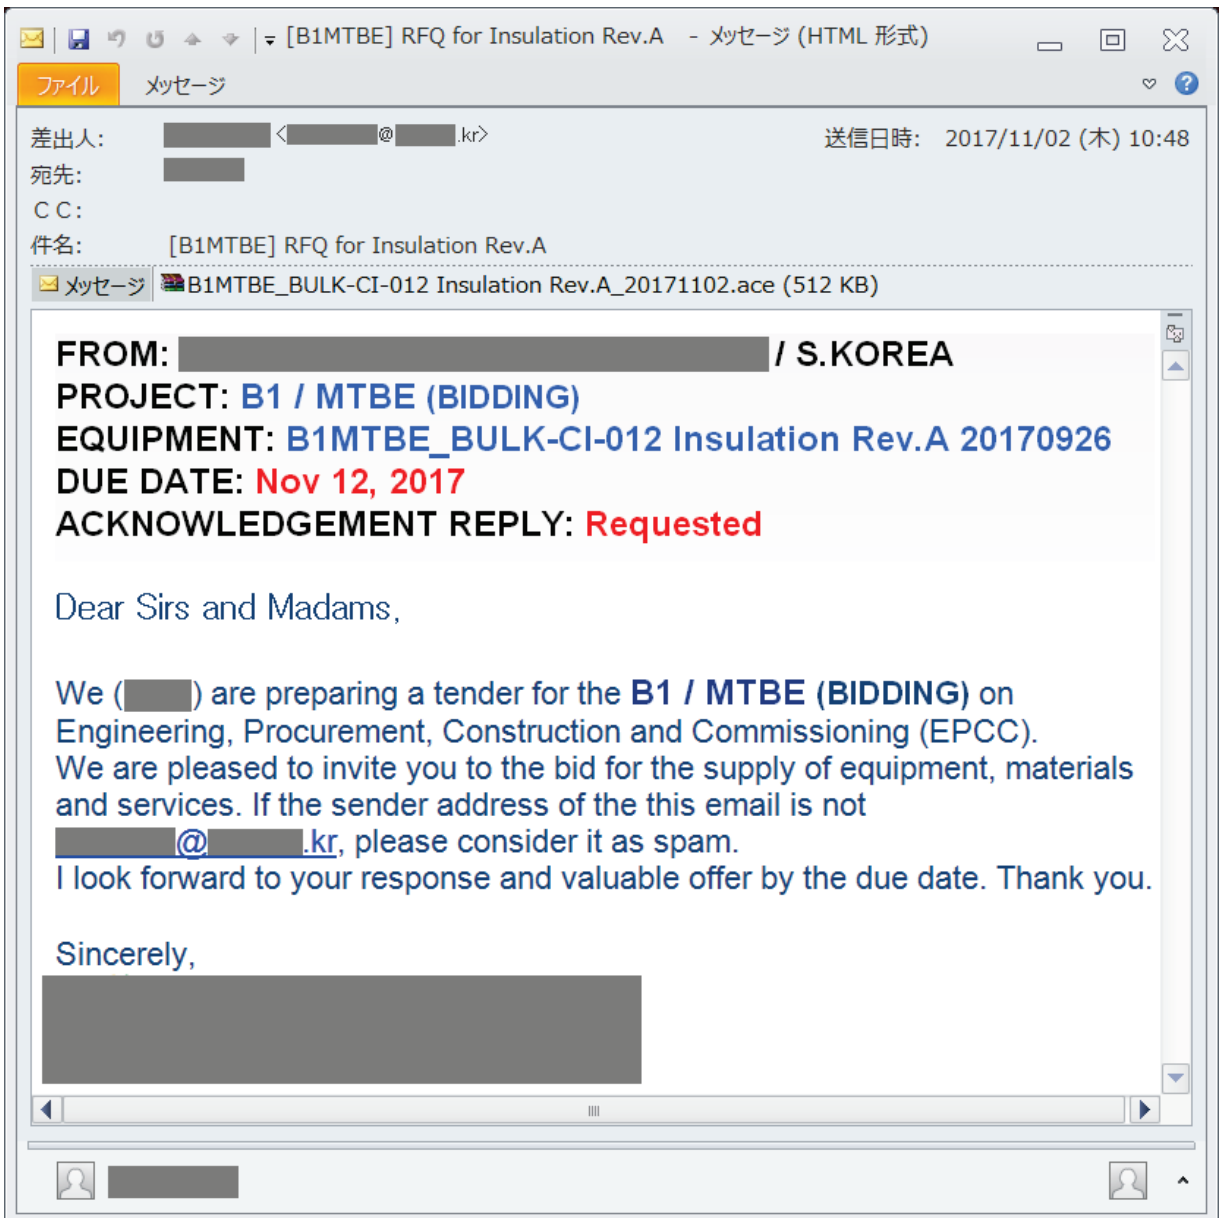 [B1MTBE] RFQ for Insulation Rev.A - メッセージ (HTML 形式)
ファイル メッセージ
差出人: < @ .kr> 送信日時: 2017/11/02 (木) 10:48
宛先:
CC:
件名: [B1MTBE] RFQ for Insulation Rev.A
メッセージ B1MTBE_BULK-CI-012 Insulation Rev.A_20171102.ace (512 KB)
FROM: / S.KOREA
PROJECT: B1 / MTBE (BIDDING)
EQUIPMENT: B1MTBE_BULK-CI-012 Insulation Rev.A 20170926
DUE DATE: Nov 12, 2017
ACKNOWLEDGEMENT REPLY: Requested
Dear Sirs and Madams,
We ( ) are preparing a tender for the B1 / MTBE (BIDDING) on
Engineering, Procurement, Construction and Commissioning (EPCC).
We are pleased to invite you to the bid for the supply of equipment, materials
and services. If the sender address of the this email is not
@ .kr, please consider it as spam.
I look forward to your response and valuable offer by the due date. Thank you.
Sincerely,